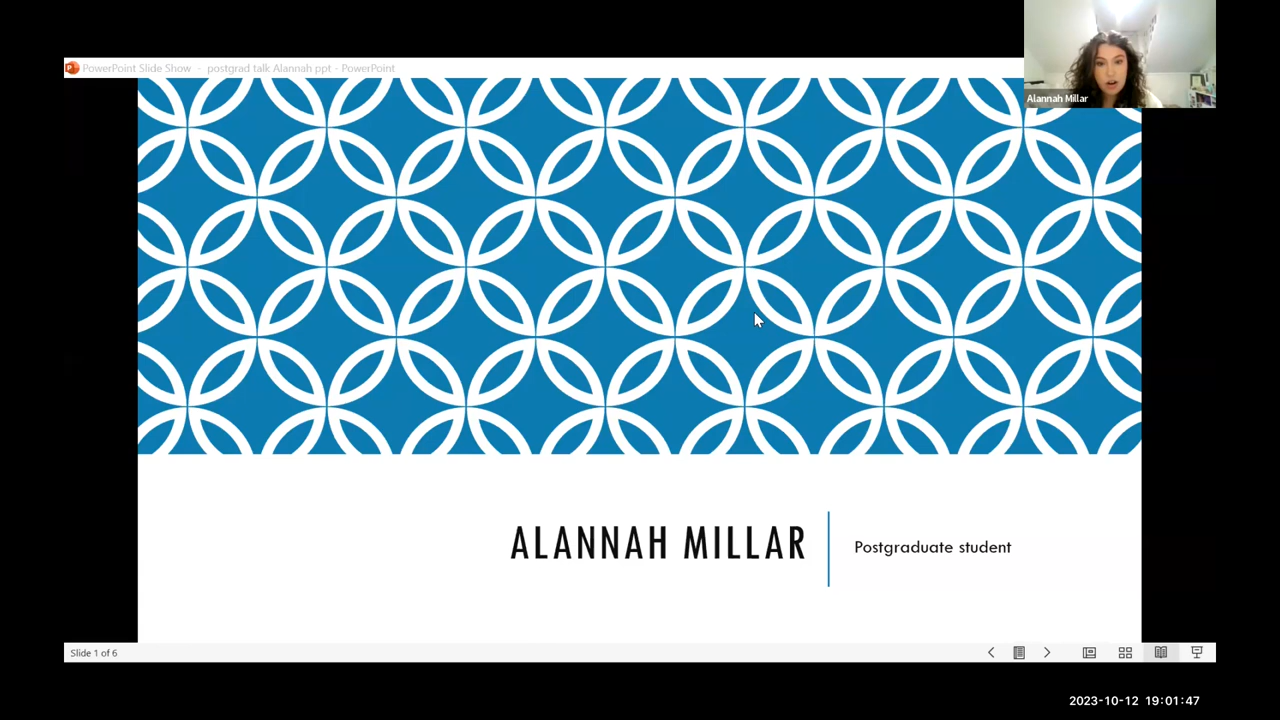 PowerPoint Slide Show - postgrad talk Alannah ppt - PowerPoint
Alannah Millar
ALANNAH MILLAR
Postgraduate student
Slide 1 of 6
2023-10-12 19:01:47